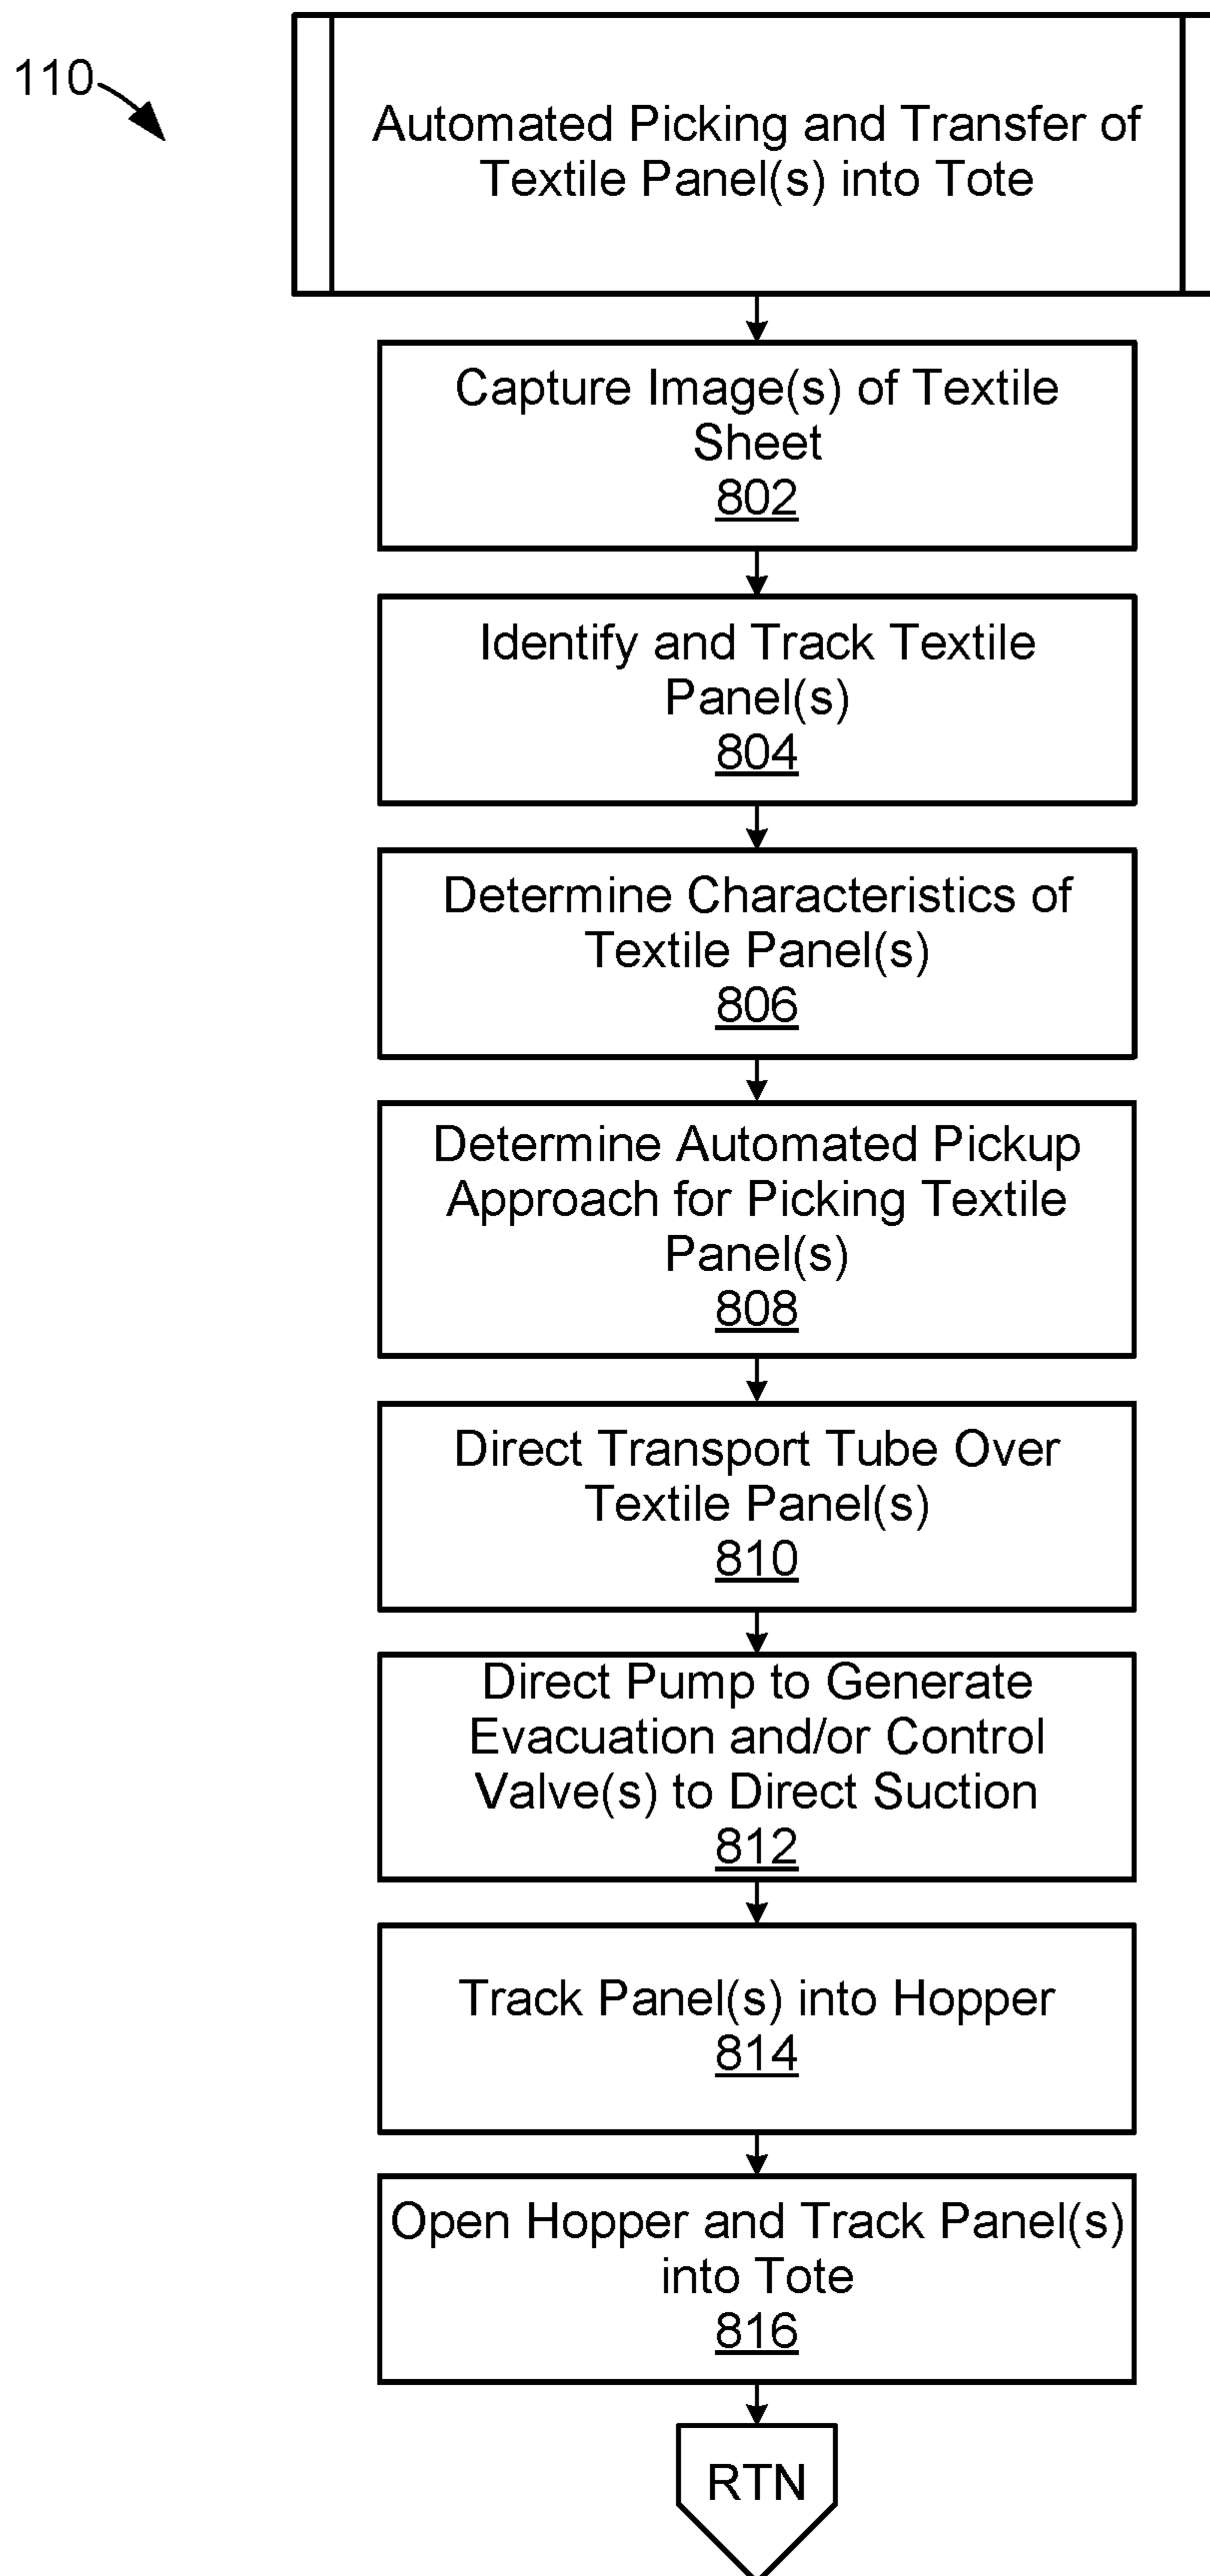 110
Automated Picking and Transfer of
Textile Panel(s) into Tote
Capture Image(s) of Textile
Sheet
802
Identify and Track Textile
Panel(s)
804
Determine Characteristics of
Textile Panel(s)
806
Determine Automated Pickup
Approach for Picking Textile
Panel(s)
808
Direct Transport Tube Over
Textile Panel(s)
810
Direct Pump to Generate
Evacuation and/or Control
Valve(s) to Direct Suction
812
Track Panel(s) into Hopper
814
Open Hopper and Track Panel(s)
into Tote
816
RTN